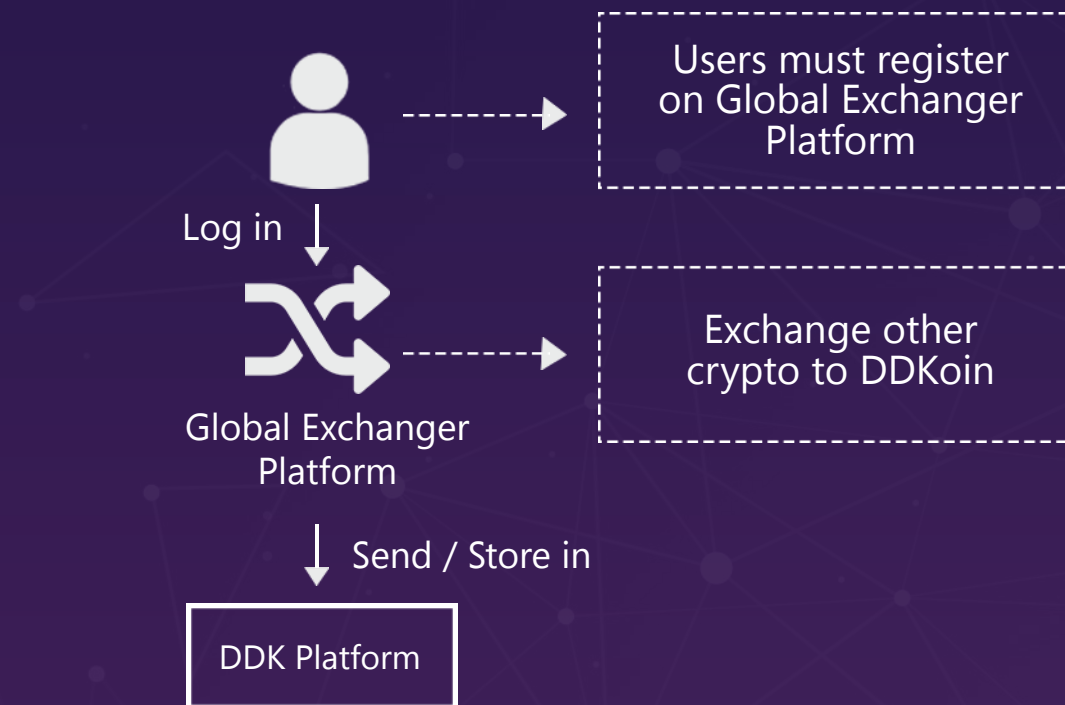 Users must register
on Global Exchanger
Platform
Log in
Exchange other
crypto to DDKoin
Global Exchanger
Platform
Send / Store in
DDK Platform